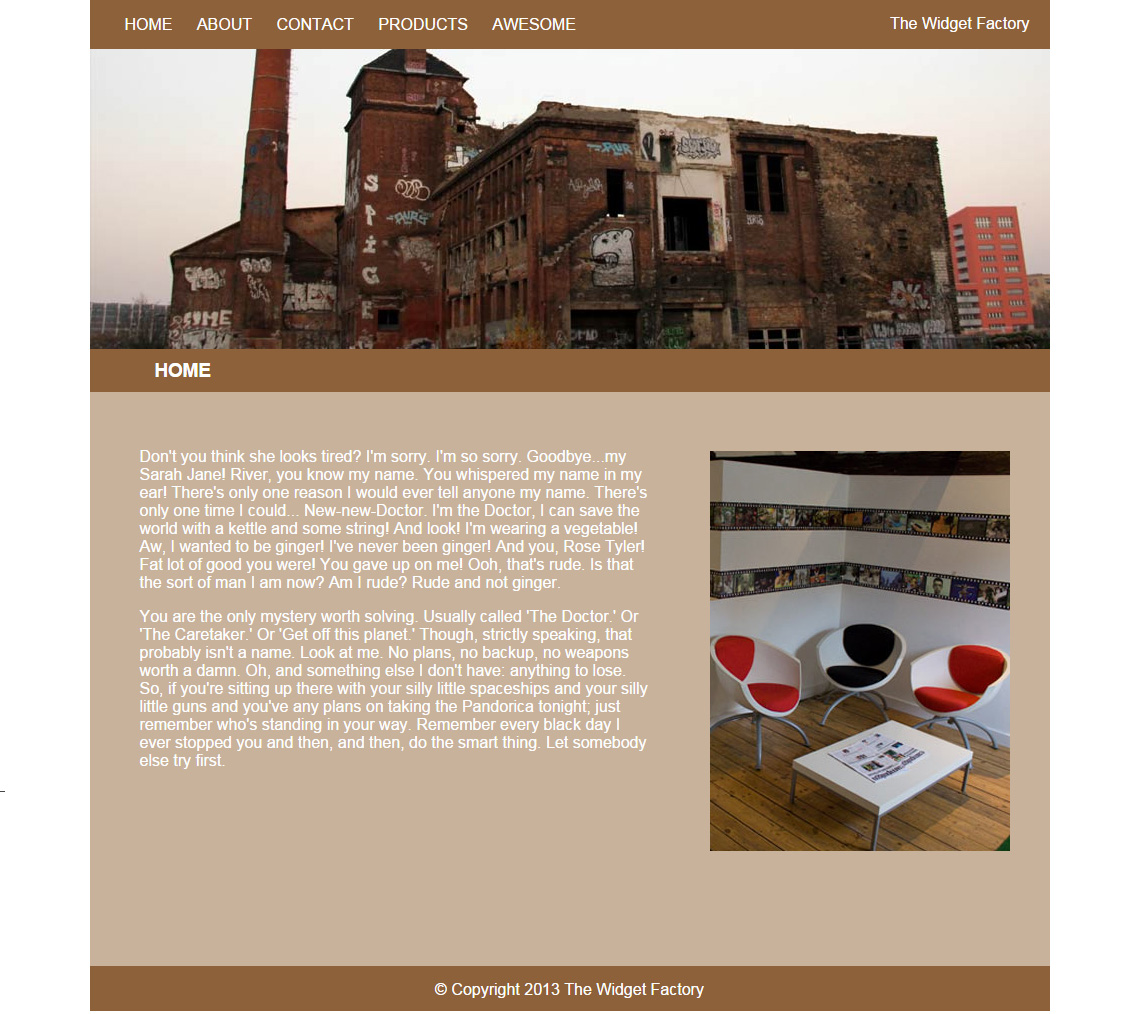 HOME ABOUT CONTACT PRODUCTS AWESOME The Widget Factory
SPICE
HOME
Don't you think she looks tired? I'm sorry. I'm so sorry. Goodbye...my
Sarah Jane! River, you know my name. You whispered my name in my
ear! There's only one reason I would ever tell anyone my name. There's
only one time I could... New-new-Doctor. I'm the Doctor, I can save the
world with a kettle and some string! And look! I'm wearing a vegetable!
Aw, I wanted to be ginger! I've never been ginger! And you, Rose Tyler!
Fat lot of good you were! You gave up on me! Ooh, that's rude. Is that
the sort of man I am now? Am I rude? Rude and not ginger.
You are the only mystery worth solving. Usually called 'The Doctor.' Or
'The Caretaker.' Or 'Get off this planet.' Though, strictly speaking, that
probably isn't a name. Look at me. No plans, no backup, no weapons
worth a damn. Oh, and something else I don't have: anything to lose.
So, if you're sitting up there with your silly little spaceships and your silly
little guns and you've any plans on taking the Pandorica tonight; just
remember who's standing in your way. Remember every black day I
ever stopped you and then, and then, do the smart thing. Let somebody
else try first.
© Copyright 2013 The Widget Factory